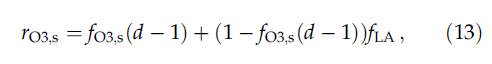 r_{O3,s} = f_{O3,s}(d − 1) + (1 − f_{O3,s}(d − 1))f_{LA} , (13)